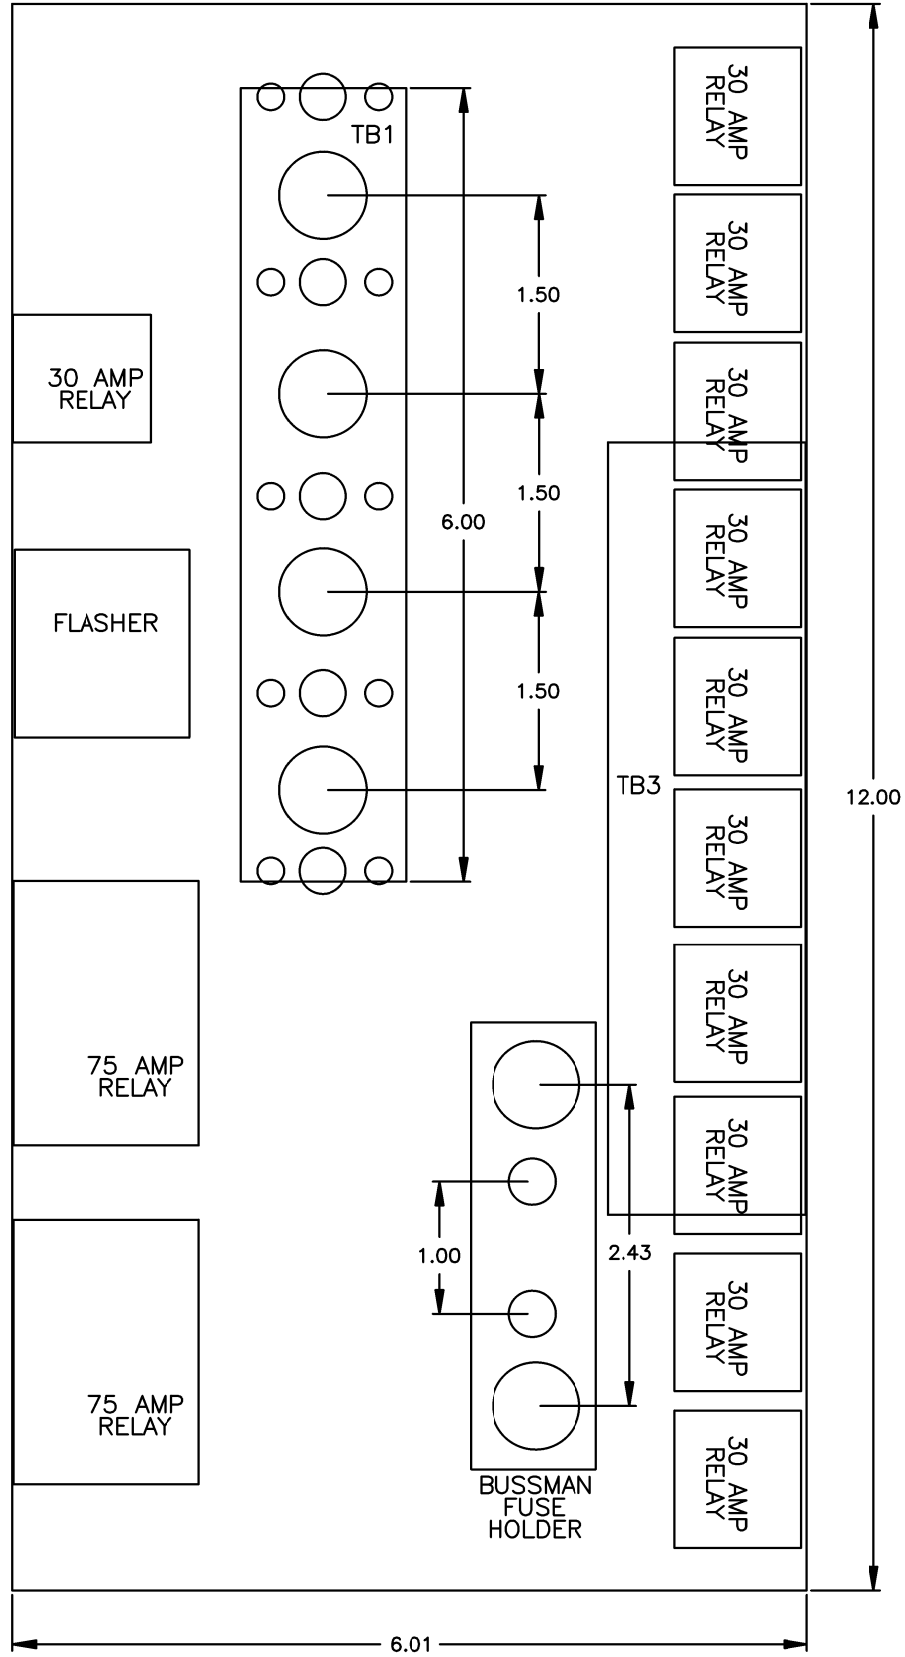 30 AMP
RELAY
TB1
30 AMP
RELAY
1.50
30 AMP
RELAY
30 AMP
RELAY
1.50
6.00
30 AMP
RELAY
FLASHER
1.50
30 AMP
RELAY
TB3
12.00
30 AMP
RELAY
30 AMP
RELAY
75 AMP
RELAY
30 AMP
RELAY
1.00
2.43
30 AMP
RELAY
75 AMP
RELAY
30 AMP
RELAY
BUSSMAN
FUSE
HOLDER
6.01